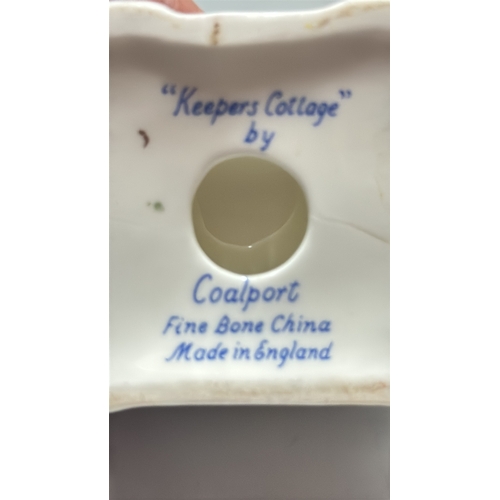 "Keepers Cottage"
by
Coalport
Fine Bone China
Made in England